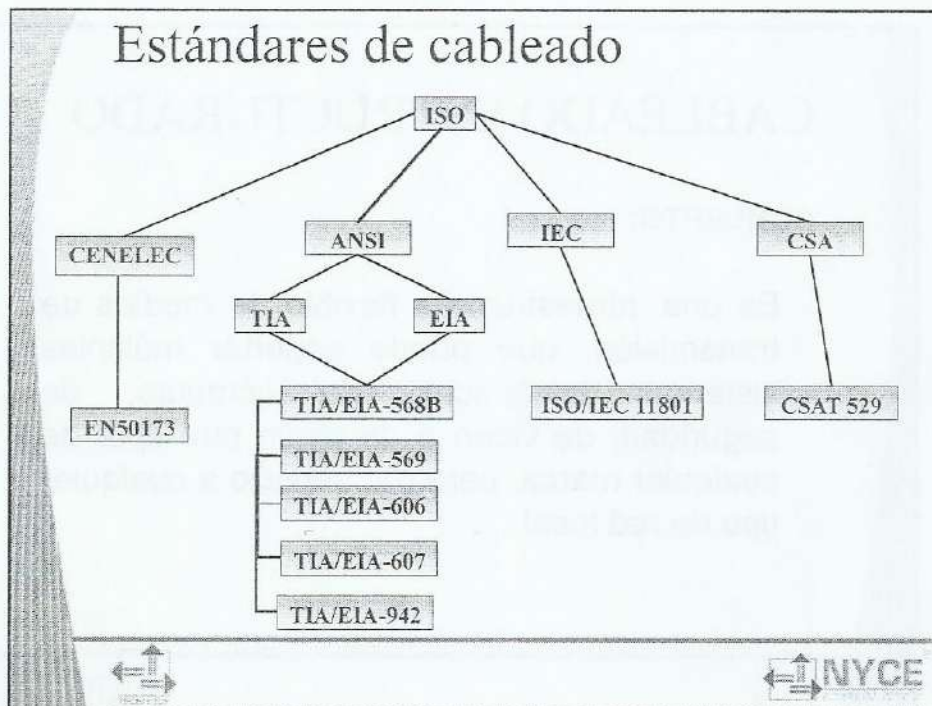 Estándares de cableado
ISO
CENELEC
ANSI
IEC
CSA
TIA
EIA
EN50173
TIA/EIA-568B
ISO/IEC 11801
CSAT 529
TIA/EIA-569
TIA/EIA-606
TIA/EIA-607
TIA/EIA-942
NYCE